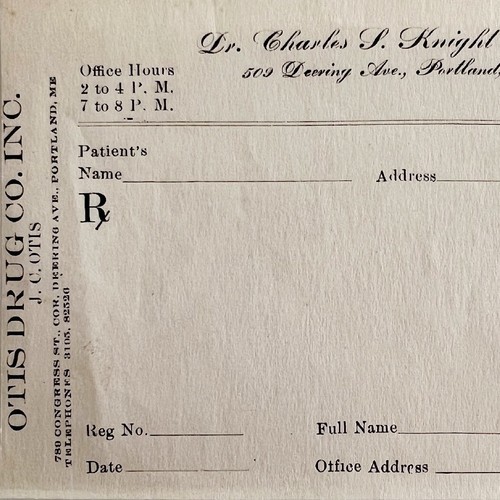 Dr. Charles S. Knight
509 Deering Ave., Portland,
Office Hours
2 to 4 P. M.
7 to 8 P. M.
Patient's
Name
Address
℞
Reg No.
Full Name
Date
Office Address
OTIS DRUG CO. INC.
J. C. OTIS
780 CONGRESS ST., COR. DEERING AVE., PORTLAND, ME
TELEPHONES 3105, 82520